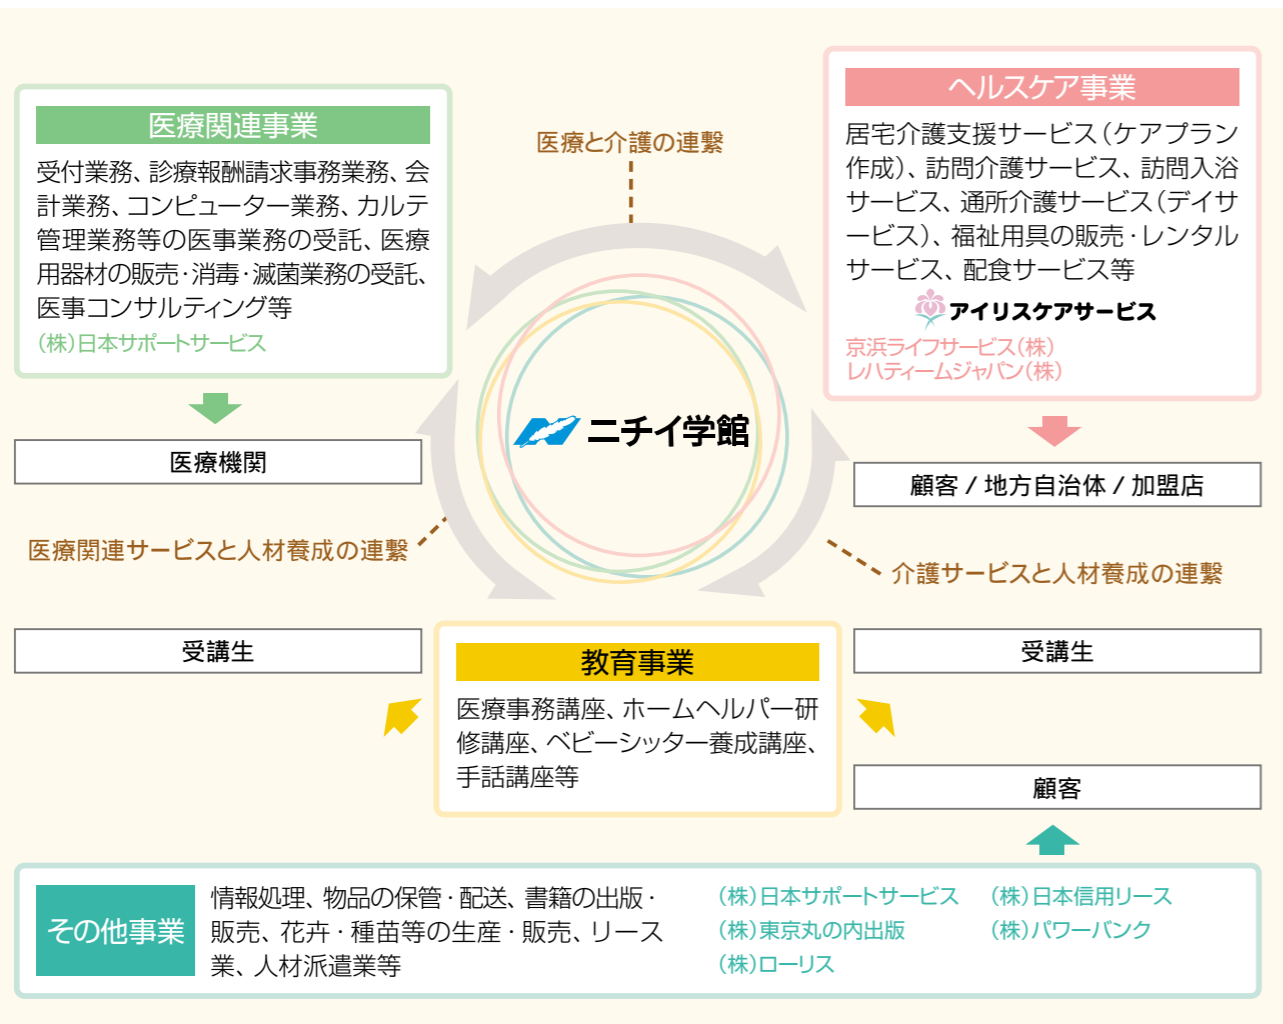 医療関連事業
受付業務、診療報酬請求事務業務、会
計業務、コンピューター業務、カルテ
管理業務等の医事業務の受託、医療
用器材の販売・消毒・滅菌業務の受託、
医事コンサルティング等
(株)日本サポートサービス
医療機関
医療と介護の連繋
ヘルスケア事業
居宅介護支援サービス(ケアプラン
作成)、訪問介護サービス、訪問入浴
サービス、通所介護サービス(デイサ
ービス)、福祉用具の販売・レンタル
サービス、配食サービス等
アイリスケアサービス
京浜ライフサービス(株)
レハティームジャパン(株)
顧客 / 地方自治体 / 加盟店
ニチイ学館
医療関連サービスと人材養成の連繋
介護サービスと人材養成の連繋
受講生
教育事業
医療事務講座、ホームヘルパー研
修講座、ベビーシッター養成講座、
手話講座等
受講生
顧客
その他事業
情報処理、物品の保管・配送、書籍の出版・
販売、花卉・種苗等の生産・販売、リース
業、人材派遣業等
(株)日本サポートサービス
(株)東京丸の内出版
(株)ローリス
(株)日本信用リース
(株)パワーバンク